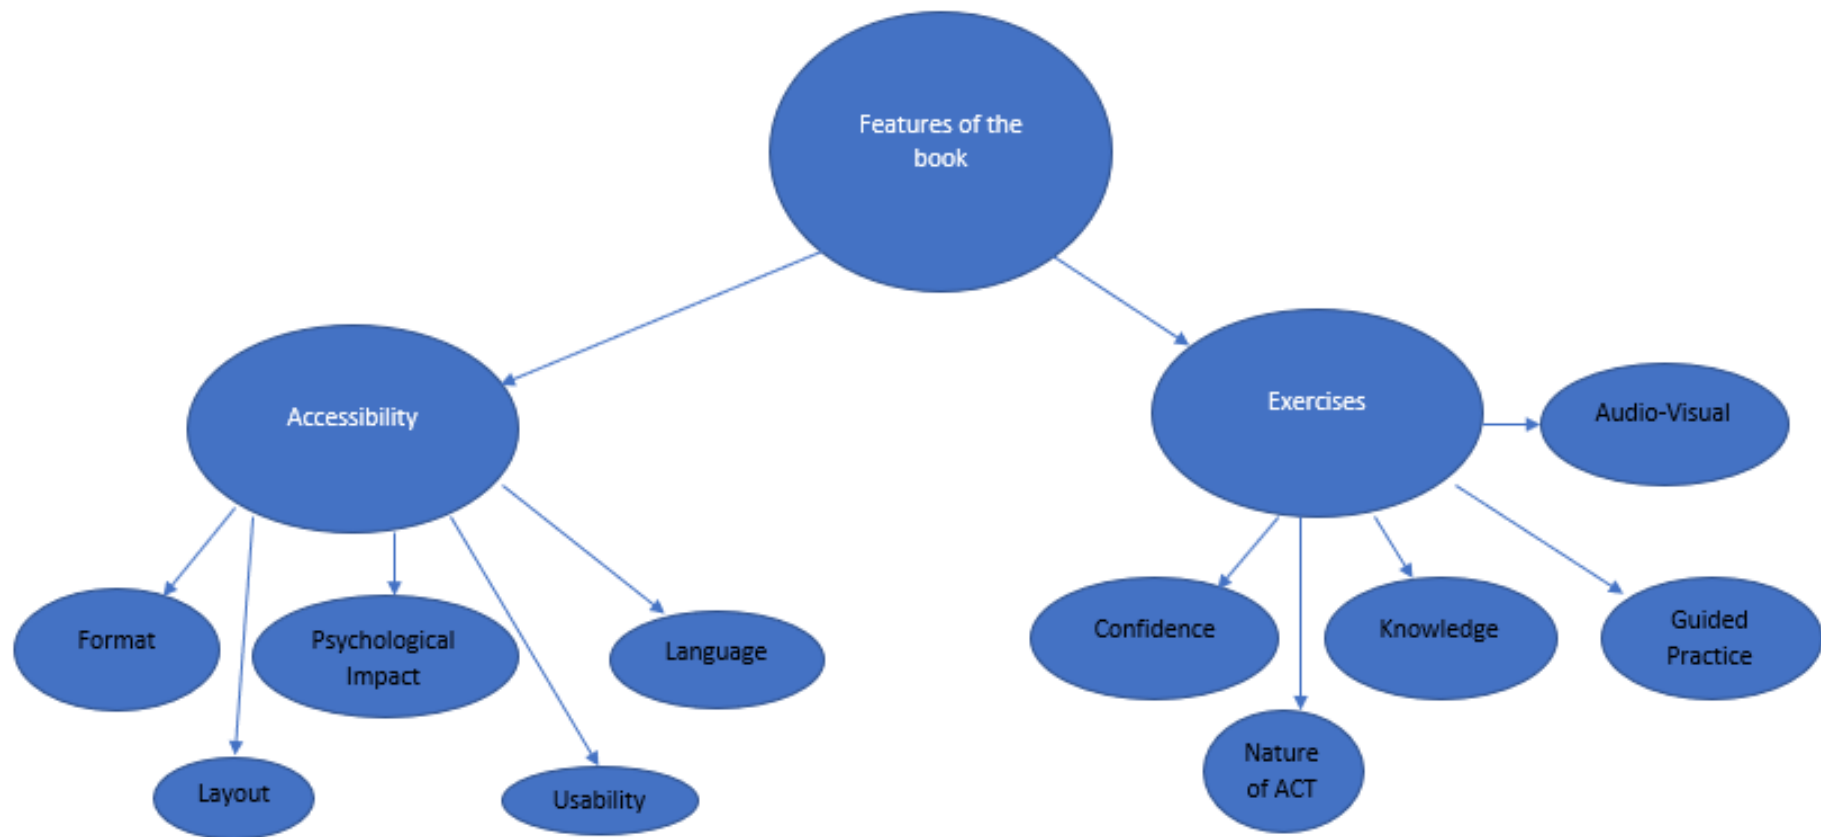 Features of the
book
Accessibility
Exercises
Audio-Visual
Format
Psychological
Impact
Language
Confidence
Knowledge
Guided
Practice
Layout
Usability
Nature
of ACT